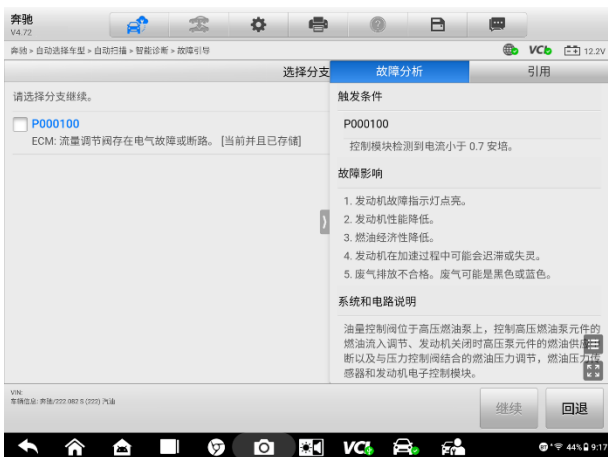 奔驰
V4.72
奔驰 > 自动选择车型 > 自动扫描 > 智能诊断 > 故障引导
VCI
12.2V
选择分支
故障分析
引用
请选择分支继续。
P000100
ECM: 流量调节阀存在电气故障或断路。 [当前并且已存储]
触发条件
P000100
控制模块检测到电流小于 0.7 安培。
故障影响
1. 发动机故障指示灯点亮。
2. 发动机性能降低。
3. 燃油经济性降低。
4. 发动机在加速过程中可能会迟滞或失灵。
5. 废气排放不合格。废气可能是黑色或蓝色。
系统和电路说明
油量控制阀位于高压燃油泵上，控制高压燃油泵元件的
燃油流入调节、发动机关闭时高压泵元件的燃油供应
断以及与压力控制阀结合的燃油压力调节，燃油压力传
感器和发动机电子控制模块。
VIN:
车辆信息: 奔驰/222 082 6 (222) 汽油
继续
回退
VCI
44%
9:17